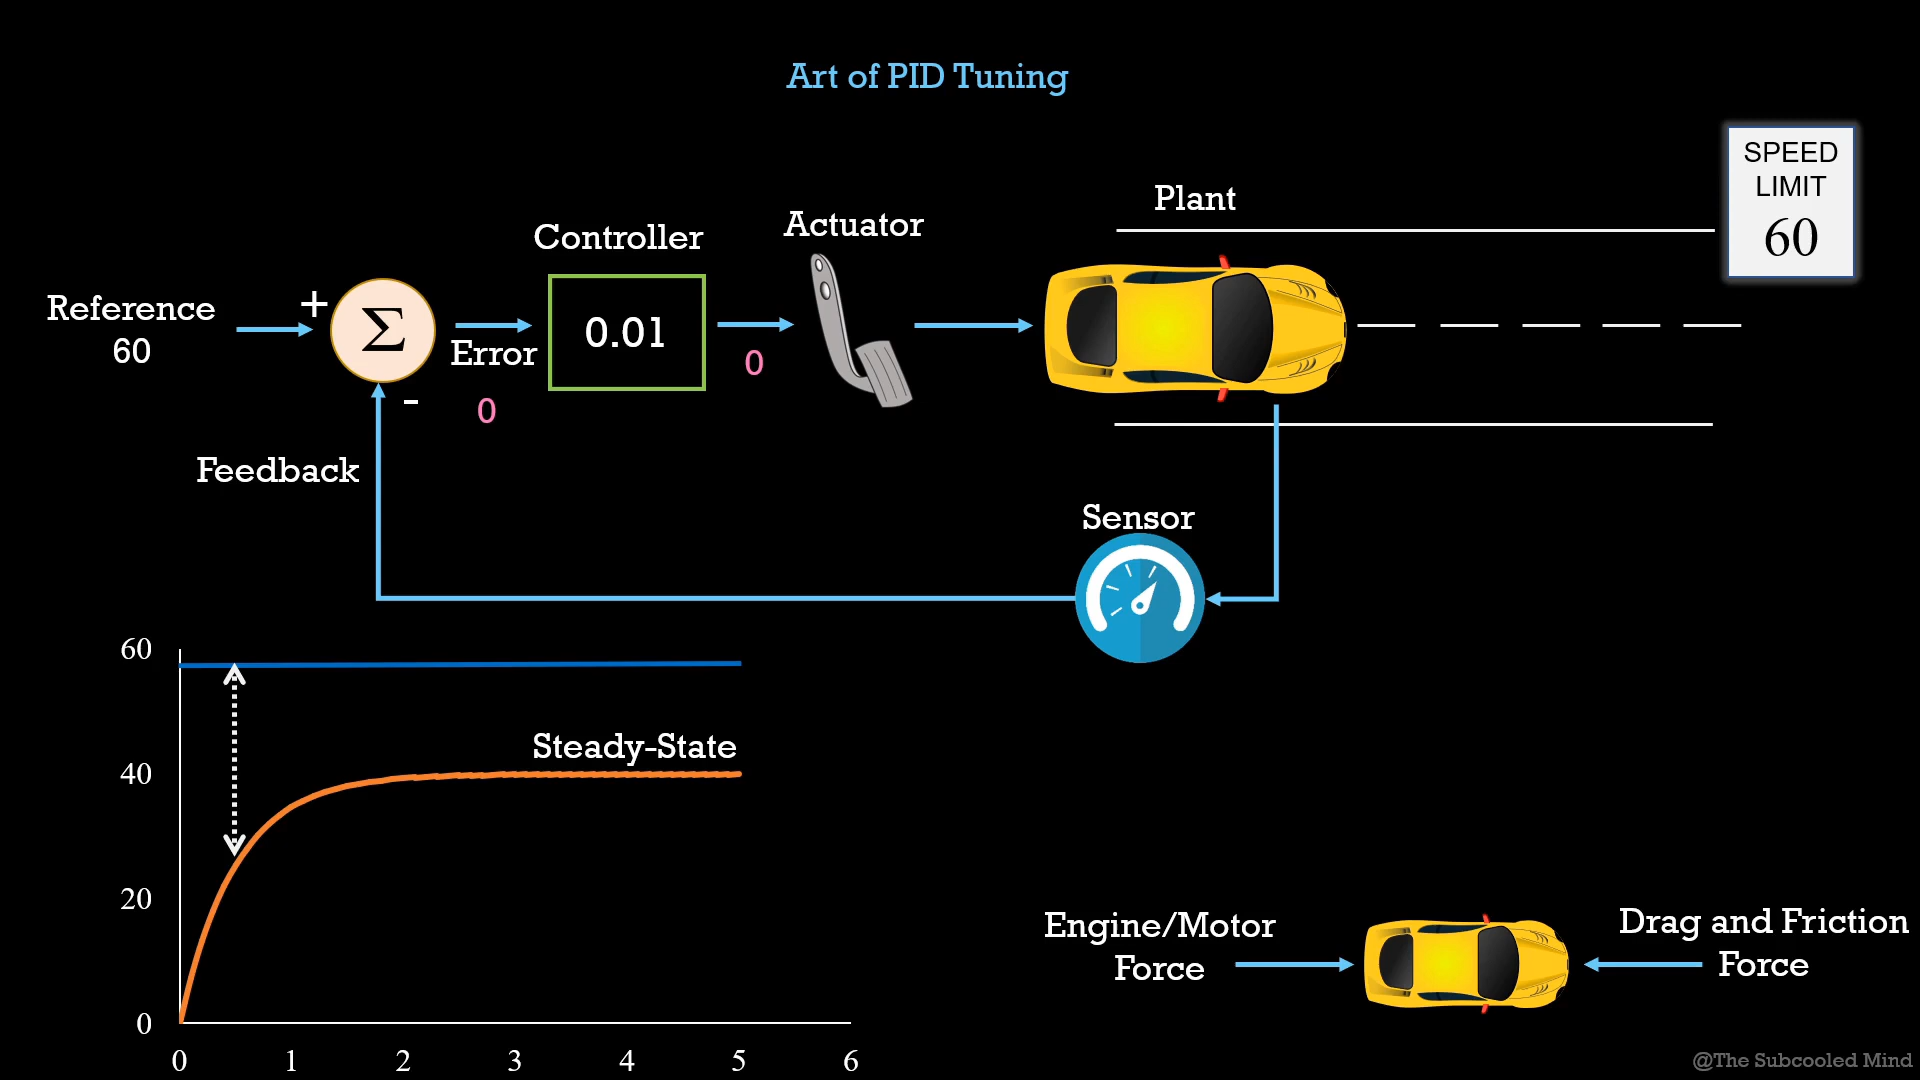 Art of PID Tuning
SPEED
LIMIT
60
Plant
Actuator
Controller
Reference
60
+
Σ
-
Error
0
0.01
0
Feedback
Sensor
60
40
20
0
Steady-State
0 1 2 3 4 5 6
Engine/Motor
Force
Drag and Friction
Force
@The Subcooled Mind